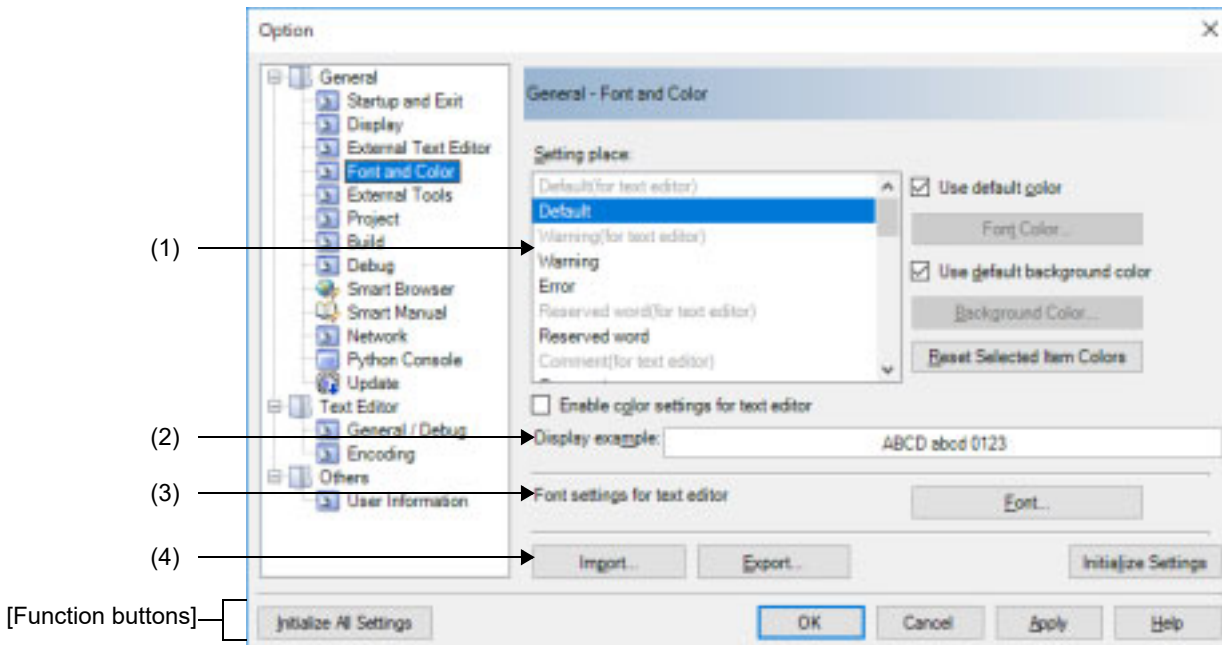 Option
General
Startup and Exit
Display
External Text Editor
Font and Color
External Tools
Project
Build
Debug
Smart Browser
Smart Manual
Network
Python Console
Update
Text Editor
General / Debug
Encoding
Others
User Information
General - Font and Color
Setting place:
Default(for text editor)
Default
Warning(for text editor)
Warning
Error
Reserved word(for text editor)
Reserved word
Comment(for text editor)
Use default color
Font Color...
Use default background color
Background Color...
Reset Selected Item Colors
Enable color settings for text editor
Display example: ABCD abcd 0123
Font settings for text editor
Font...
Import... Export... Initialize Settings
Initialize All Settings OK Cancel Apply Help
(1)
(2)
(3)
(4)
[Function buttons]